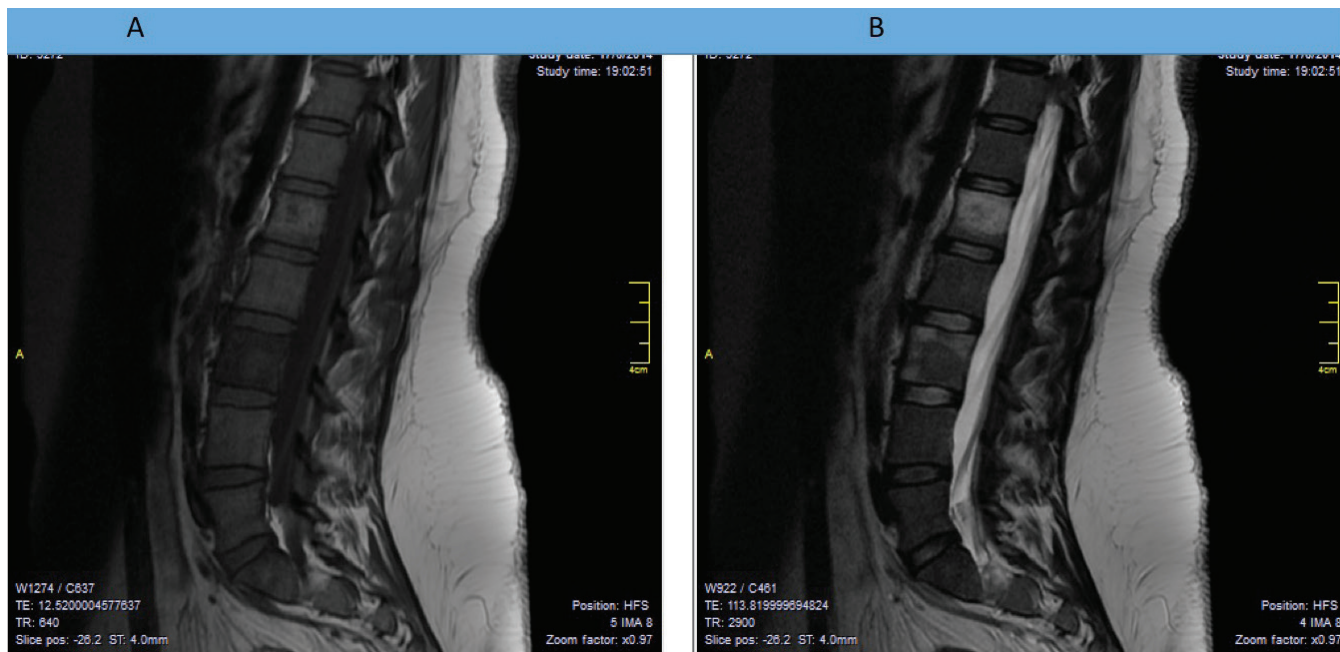 A
B
Study time: 19:02:51
A
4cm
W1274 / C637
TE: 12.5200004577637
TR: 640
Slice pos: -26.2 ST: 4.0mm
Position: HFS
5 IMA 8
Zoom factor: x0.97
Study time: 19:02:51
A
4cm
W922 / C461
TE: 113.819999694824
TR: 2900
Slice pos: -26.2 ST: 4.0mm
Position: HFS
4 IMA 8
Zoom factor: x0.97